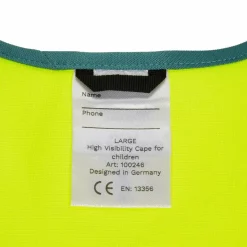 Name
Phone
LARGE
High Visibility Cape for
children
Art: 100246
Designed in Germany
CE EN: 13356